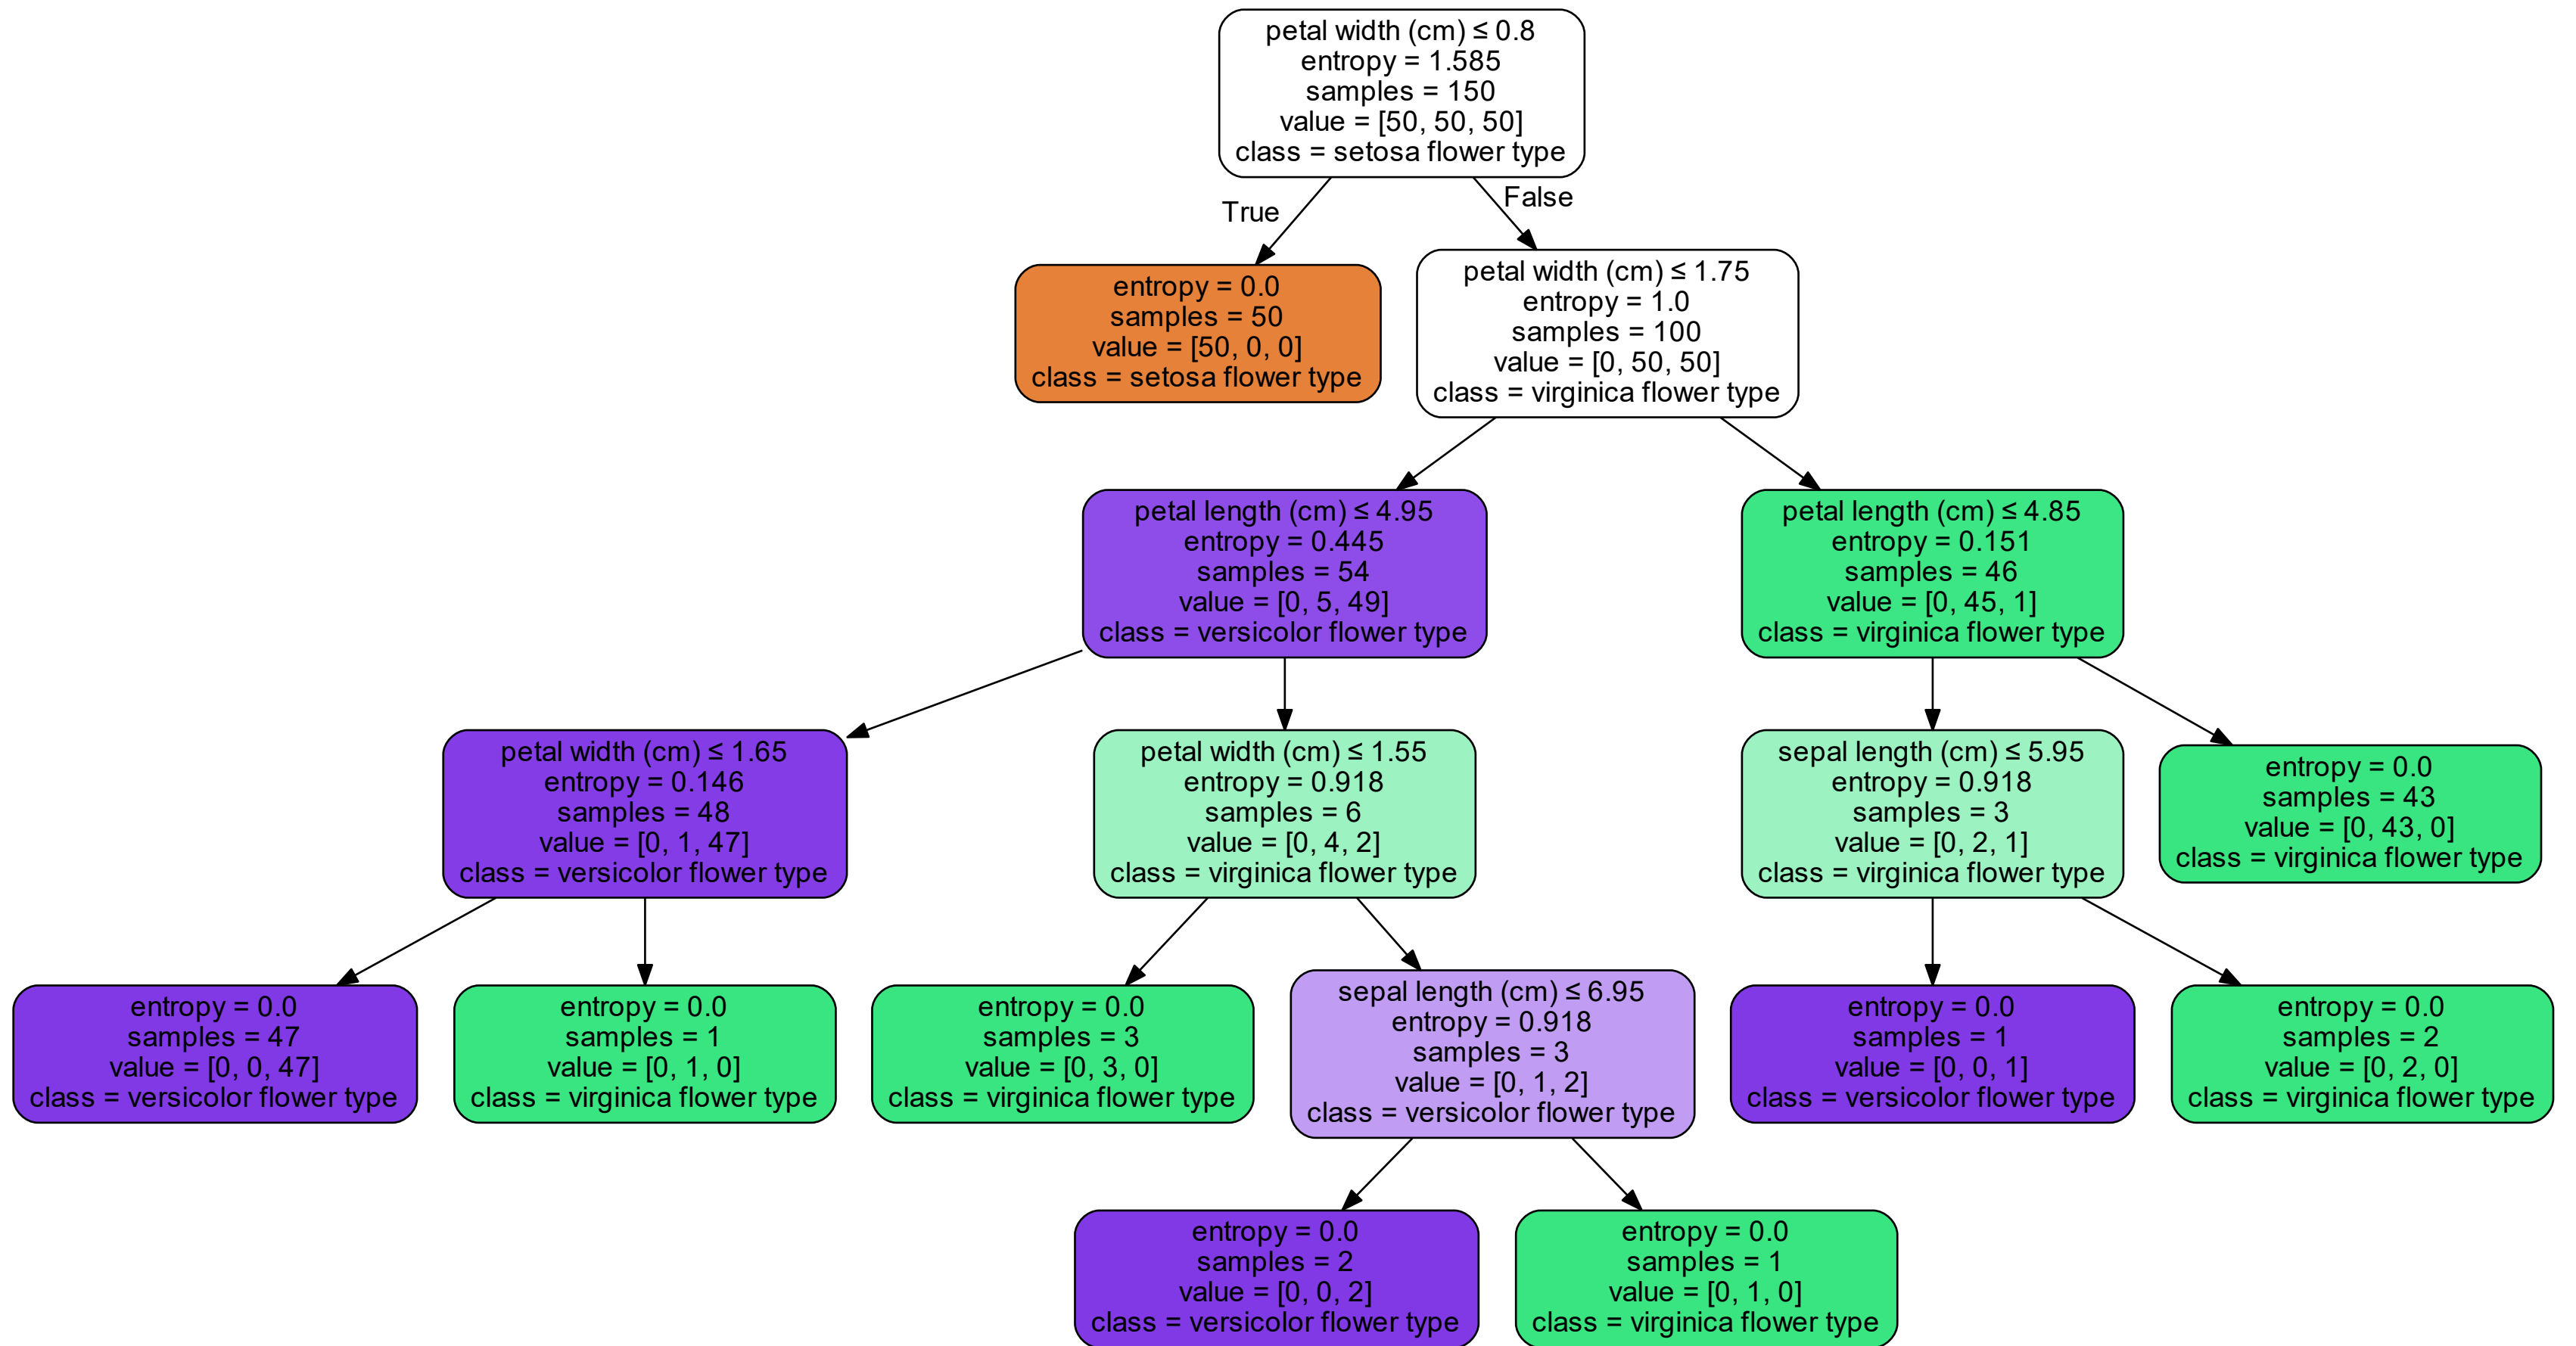 petal width (cm) ≤ 0.8
entropy = 1.585
samples = 150
value = [50, 50, 50]
class = setosa flower type
True
False
entropy = 0.0
samples = 50
value = [50, 0, 0]
class = setosa flower type
petal width (cm) ≤ 1.75
entropy = 1.0
samples = 100
value = [0, 50, 50]
class = virginica flower type
petal length (cm) ≤ 4.95
entropy = 0.445
samples = 54
value = [0, 5, 49]
class = versicolor flower type
petal length (cm) ≤ 4.85
entropy = 0.151
samples = 46
value = [0, 45, 1]
class = virginica flower type
petal width (cm) ≤ 1.65
entropy = 0.146
samples = 48
value = [0, 1, 47]
class = versicolor flower type
petal width (cm) ≤ 1.55
entropy = 0.918
samples = 6
value = [0, 4, 2]
class = virginica flower type
sepal length (cm) ≤ 5.95
entropy = 0.918
samples = 3
value = [0, 2, 1]
class = virginica flower type
entropy = 0.0
samples = 43
value = [0, 43, 0]
class = virginica flower type
entropy = 0.0
samples = 47
value = [0, 0, 47]
class = versicolor flower type
entropy = 0.0
samples = 1
value = [0, 1, 0]
class = virginica flower type
entropy = 0.0
samples = 3
value = [0, 3, 0]
class = virginica flower type
sepal length (cm) ≤ 6.95
entropy = 0.918
samples = 3
value = [0, 1, 2]
class = versicolor flower type
entropy = 0.0
samples = 1
value = [0, 0, 1]
class = versicolor flower type
entropy = 0.0
samples = 2
value = [0, 2, 0]
class = virginica flower type
entropy = 0.0
samples = 2
value = [0, 0, 2]
class = versicolor flower type
entropy = 0.0
samples = 1
value = [0, 1, 0]
class = virginica flower type